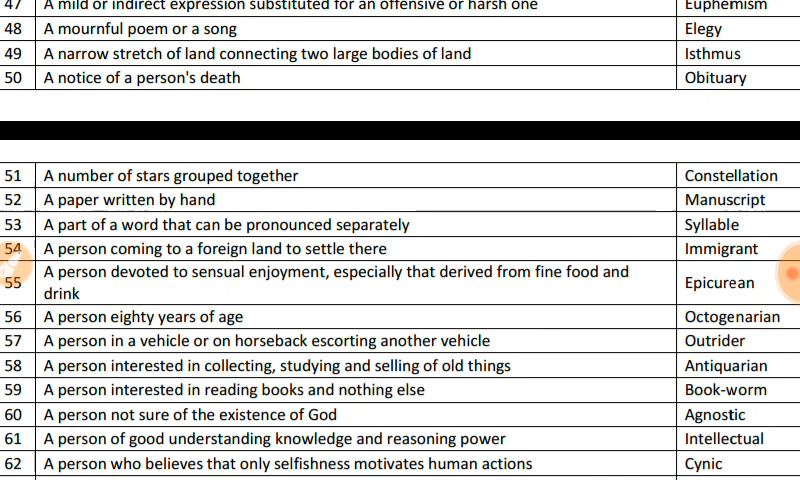 47 A mild or indirect expression substituted for an offensive or harsh one Euphemism
48 A mournful poem or a song Elegy
49 A narrow stretch of land connecting two large bodies of land Isthmus
50 A notice of a person's death Obituary
51 A number of stars grouped together Constellation
52 A paper written by hand Manuscript
53 A part of a word that can be pronounced separately Syllable
54 A person coming to a foreign land to settle there Immigrant
55 A person devoted to sensual enjoyment, especially that derived from fine food and
drink Epicurean
56 A person eighty years of age Octogenarian
57 A person in a vehicle or on horseback escorting another vehicle Outrider
58 A person interested in collecting, studying and selling of old things Antiquarian
59 A person interested in reading books and nothing else Book-worm
60 A person not sure of the existence of God Agnostic
61 A person of good understanding knowledge and reasoning power Intellectual
62 A person who believes that only selfishness motivates human actions Cynic